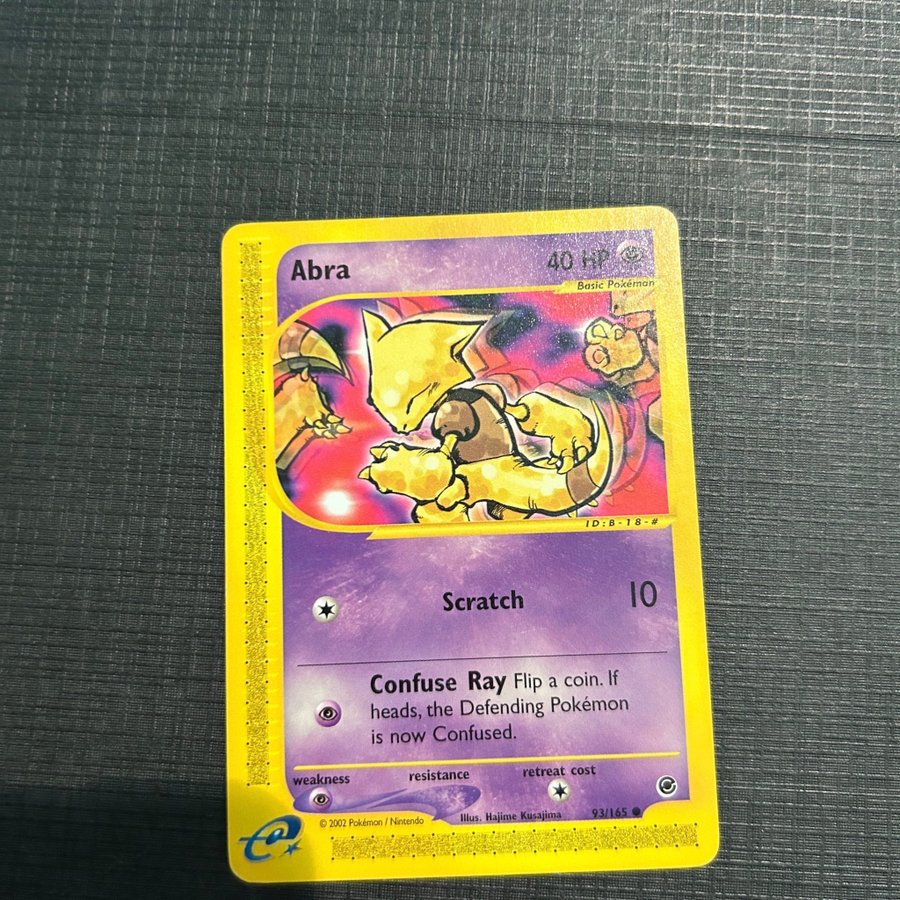 Abra 40 HP
Basic Pokémon
ID:B-18-#
Scratch 10
Confuse Ray Flip a coin. If
heads, the Defending Pokémon
is now Confused.
weakness resistance retreat cost
Illus. Hajime Kusajima 93/165
© 2002 Pokémon / Nintendo
e